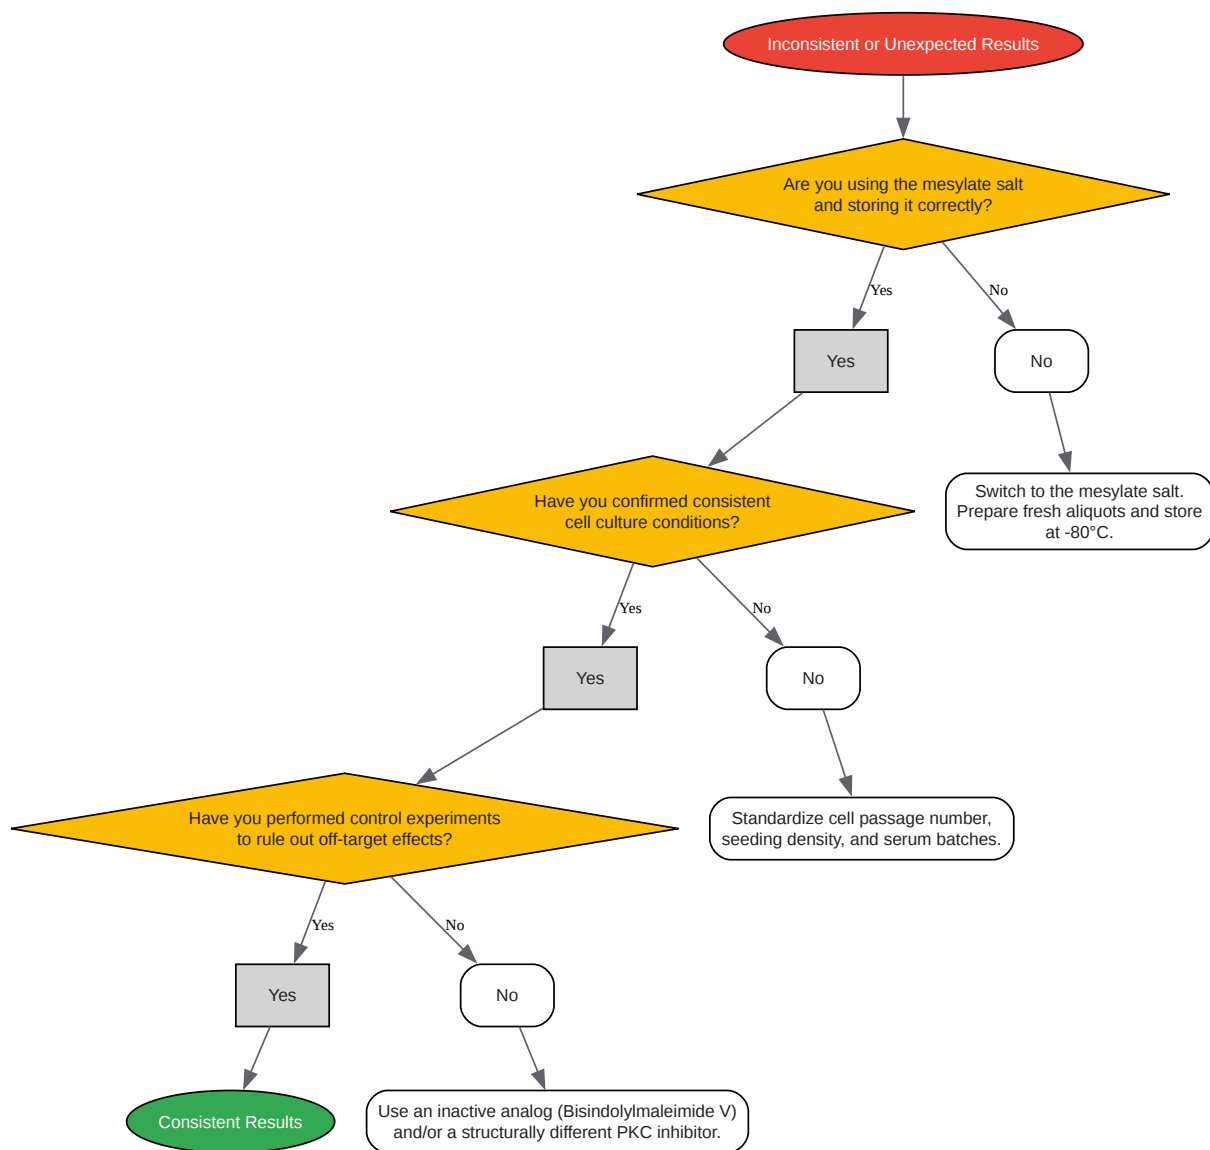 Inconsistent or Unexpected Results
Are you using the mesylate salt
and storing it correctly?
Yes
No
Yes
No
Switch to the mesylate salt.
Prepare fresh aliquots and store
at -80°C.
Have you confirmed consistent
cell culture conditions?
Yes
No
Yes
No
Standardize cell passage number,
seeding density, and serum batches.
Have you performed control experiments
to rule out off-target effects?
Yes
No
Yes
No
Consistent Results
Use an inactive analog (Bisindolylmaleimide V)
and/or a structurally different PKC inhibitor.